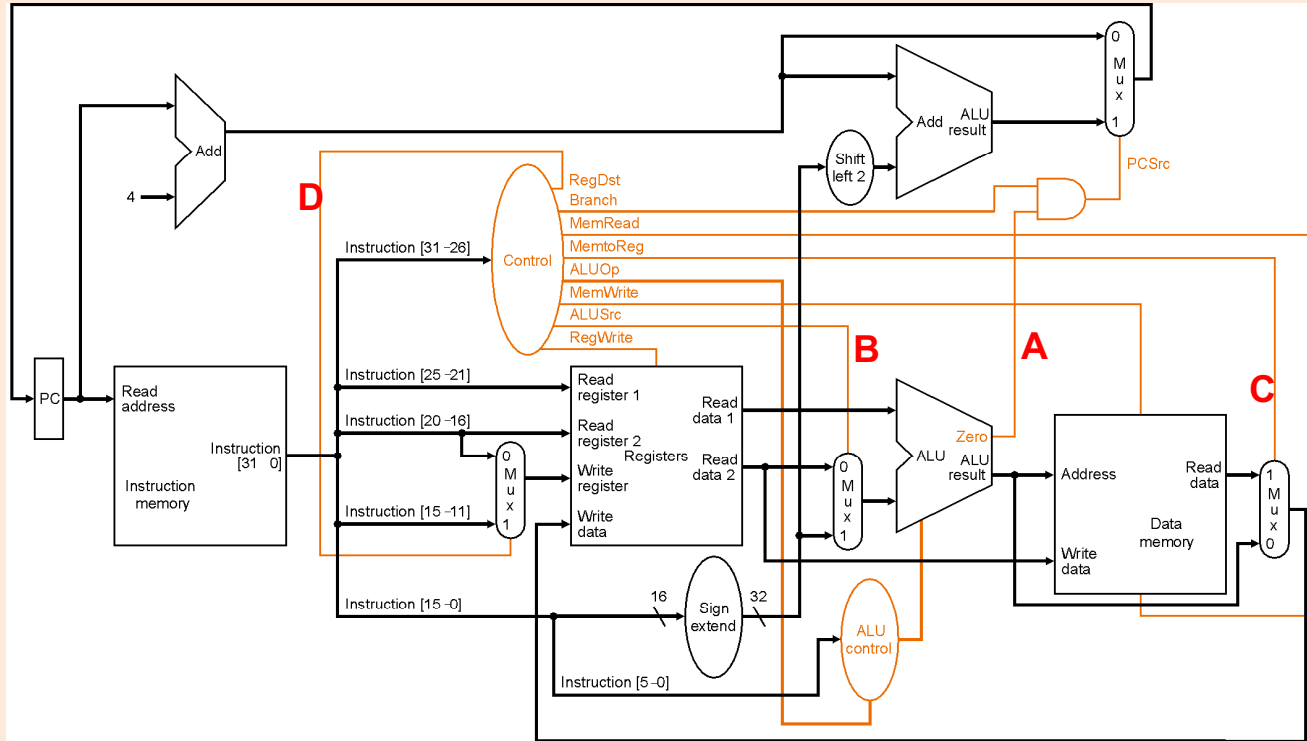 0
M
u
x
1
Add
ALU
result
Add
4
Shift
left 2
PCSrc
D
RegDst
Branch
MemRead
MemtoReg
ALUOp
MemWrite
ALUSrc
RegWrite
Control
Instruction [31–26]
B
A
C
PC
Read
address
Instruction
[31 0]
Instruction
memory
Instruction [25–21]
Instruction [20–16]
Instruction [15–11]
Instruction [15–0]
0
M
u
x
1
Read
register 1
Read
register 2
Write
register
Write
data
Registers
Read
data 1
Read
data 2
0
M
u
x
1
Zero
ALU
ALU
result
Address
Read
data
Data
memory
Write
data
1
M
u
x
0
16
Sign
extend
32
ALU
control
Instruction [5–0]